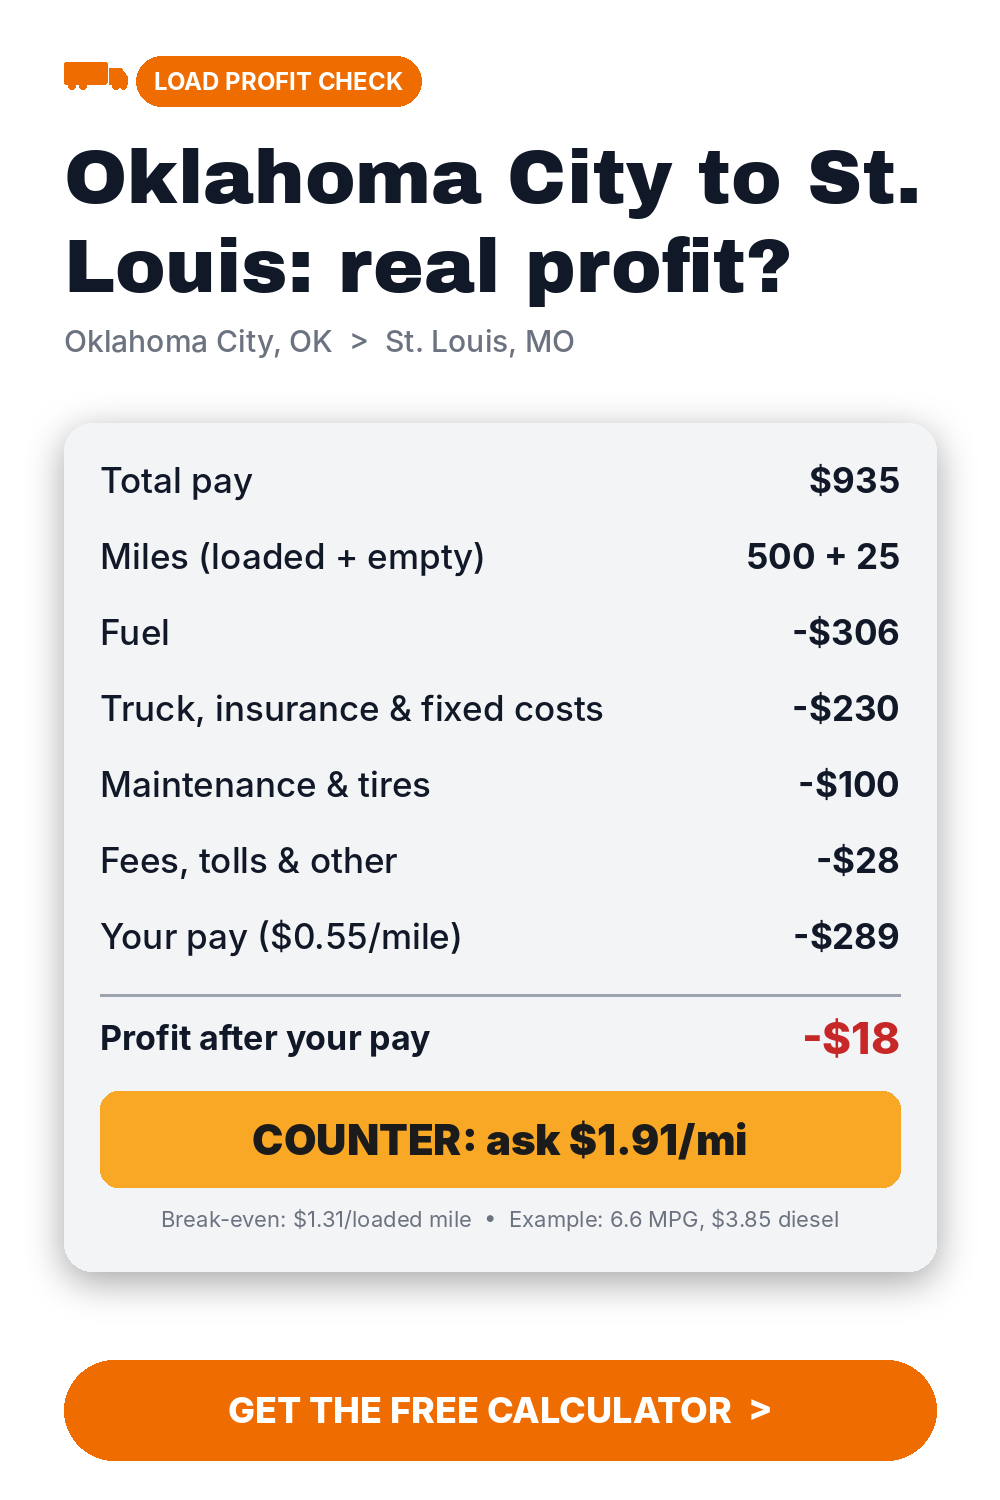 LOAD PROFIT CHECK
Oklahoma City to St.
Louis: real profit?
Oklahoma City, OK > St. Louis, MO
Total pay $935
Miles (loaded + empty) 500 + 25
Fuel -$306
Truck, insurance & fixed costs -$230
Maintenance & tires -$100
Fees, tolls & other -$28
Your pay ($0.55/mile) -$289
Profit after your pay -$18
COUNTER: ask $1.91/mi
Break-even: $1.31/loaded mile • Example: 6.6 MPG, $3.85 diesel
GET THE FREE CALCULATOR >